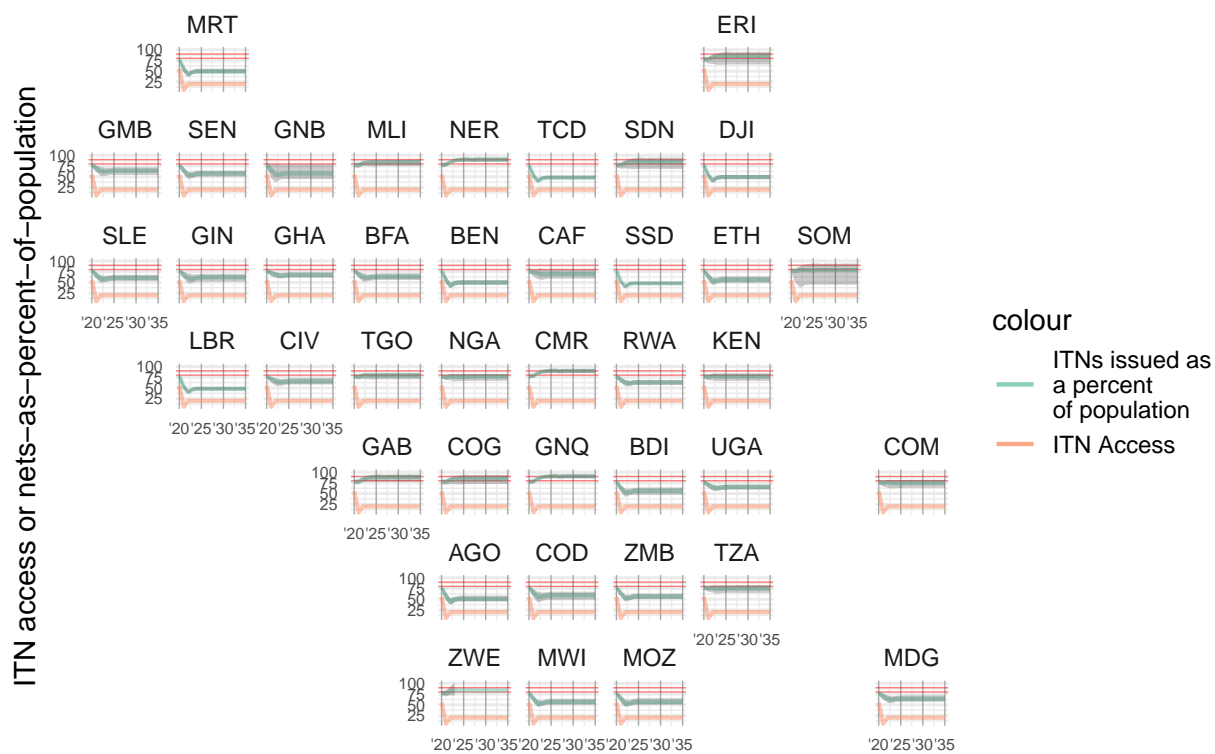 MRT ERI
100
75
50
25
GMB SEN GNB MLI NER TCD SDN DJI
100
75
50
25
SLE GIN GHA BFA BEN CAF SSD ETH SOM
100
75
50
25
'20'25'30'35 '20'25'30'35
LBR CIV TGO NGA CMR RWA KEN
100
75
50
25
'20'25'30'35'20'25'30'35
GAB COG GNQ BDI UGA COM
100
75
50
25
'20'25'30'35
AGO COD ZMB TZA
100
75
50
25
'20'25'30'35
ZWE MWI MOZ MDG
100
75
50
25
'20'25'30'35'20'25'30'35'20'25'30'35 '20'25'30'35
ITN access or nets−as−percent−of−population
colour
ITNs issued as
a percent
of population
ITN Access